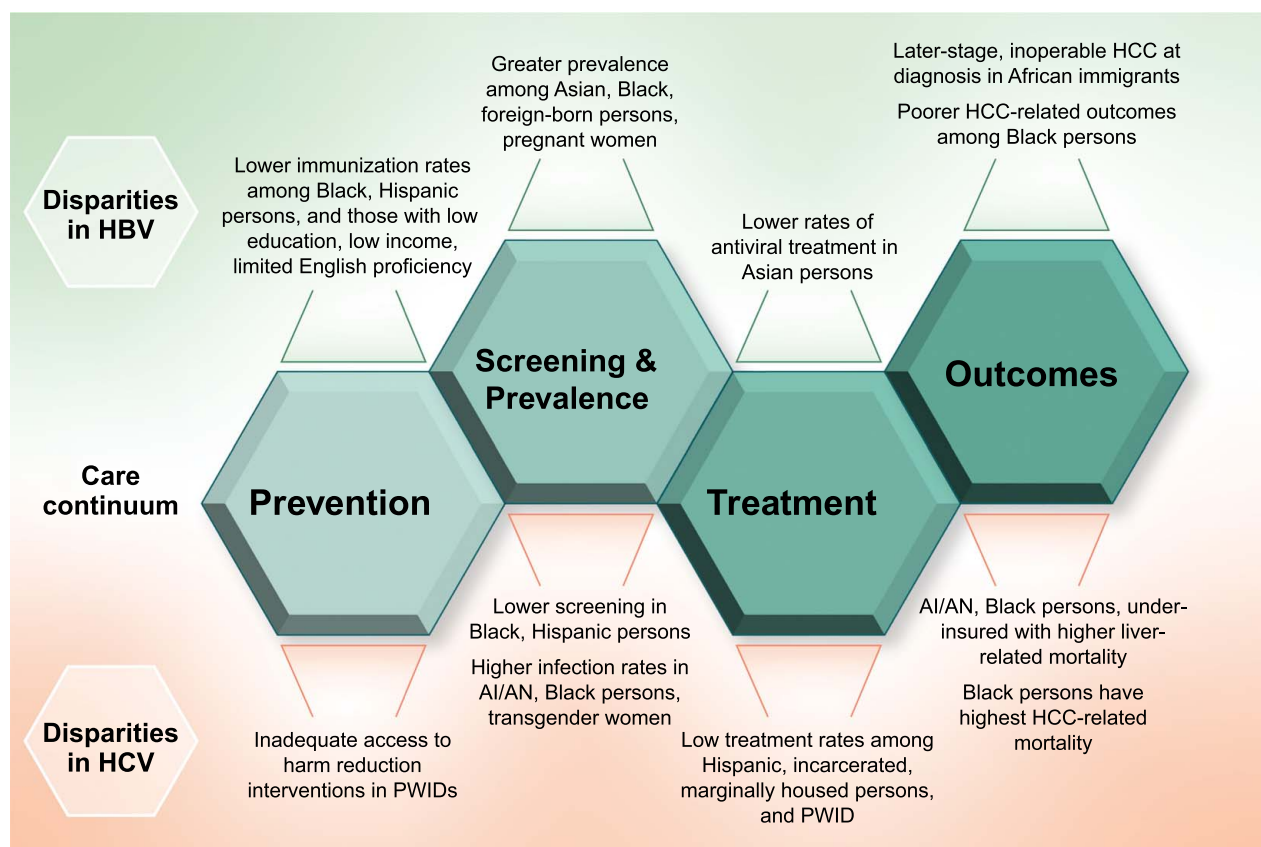 Disparities
in HBV
Lower immunization rates
among Black, Hispanic
persons, and those with low
education, low income,
limited English proficiency
Greater prevalence
among Asian, Black,
foreign-born persons,
pregnant women
Lower rates of
antiviral treatment in
Asian persons
Later-stage, inoperable HCC at
diagnosis in African immigrants
Poorer HCC-related outcomes
among Black persons
Care
continuum
Prevention
Screening &
Prevalence
Treatment
Outcomes
Disparities
in HCV
Inadequate access to
harm reduction
interventions in PWIDs
Lower screening in
Black, Hispanic persons
Higher infection rates in
AI/AN, Black persons,
transgender women
Low treatment rates among
Hispanic, incarcerated,
marginally housed persons,
and PWID
AI/AN, Black persons, under-
insured with higher liver-
related mortality
Black persons have
highest HCC-related
mortality